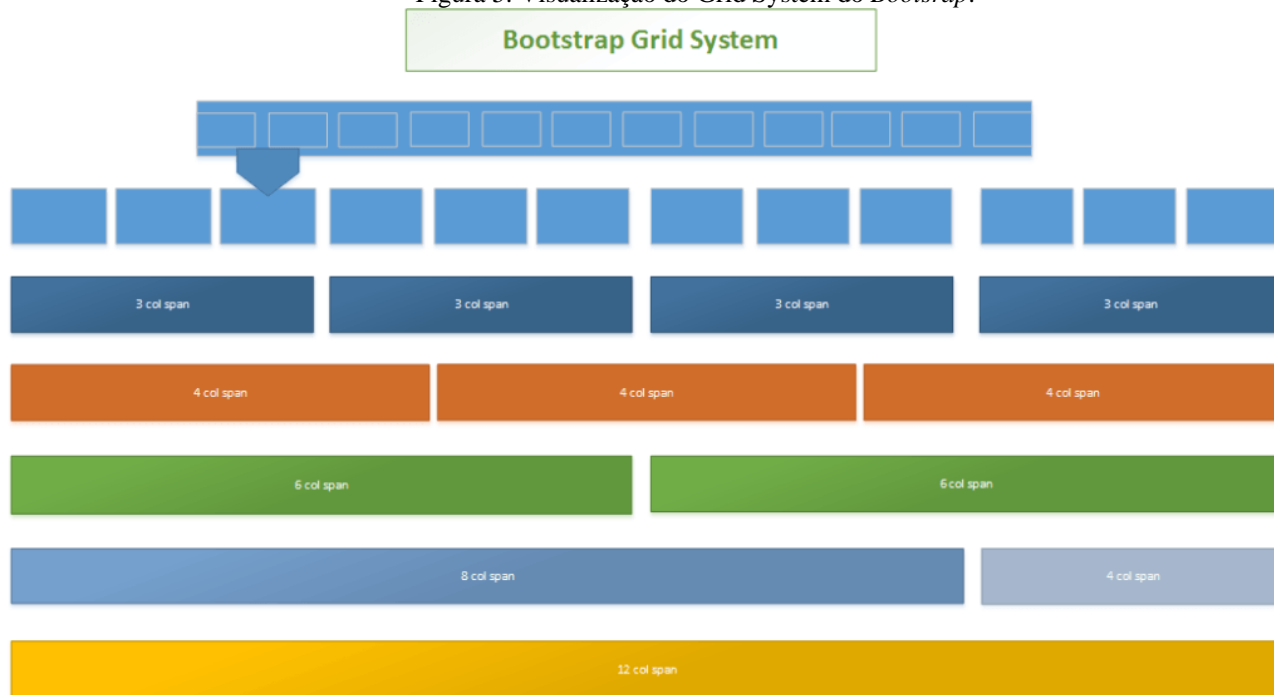 Figura 3: Visualização do Grid System do Bootsrap.
Bootstrap Grid System
3 col span 3 col span 3 col span 3 col span
4 col span 4 col span 4 col span
6 col span 6 col span
8 col span 4 col span
12 col span